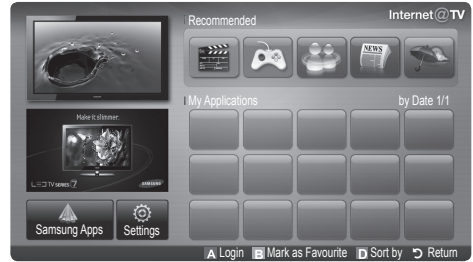 Internet@TV
Recommended
NEWS
My Applications
by Date 1/1
Make it slimmer.
LED TV SERIES 7
SAMSUNG
Samsung Apps
Settings
A Login B Mark as Favourite D Sort by Return